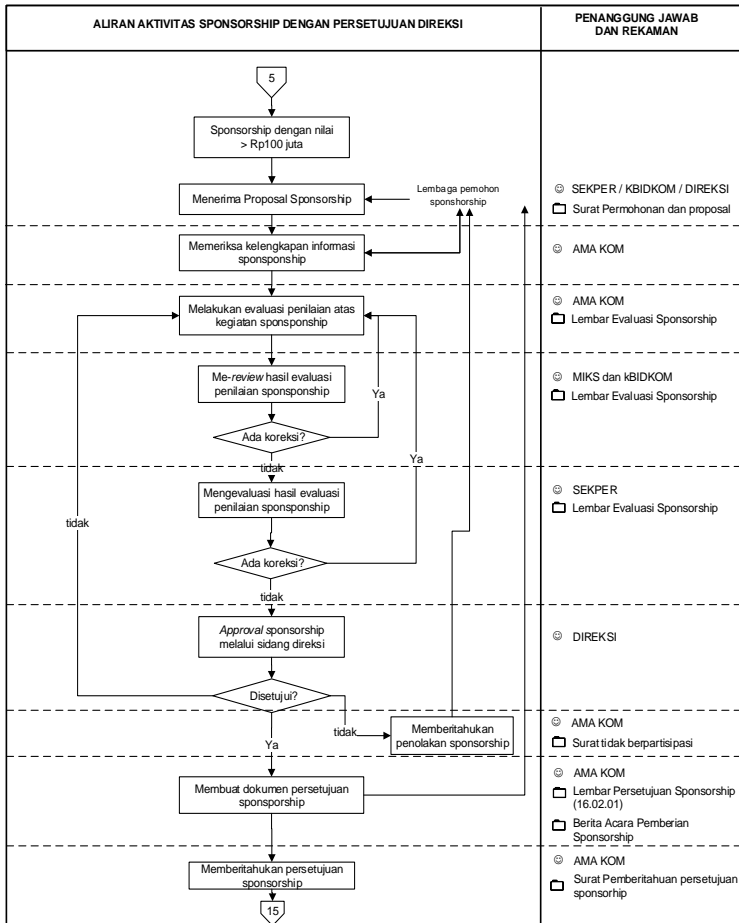 ALIRAN AKTIVITAS SPONSORSHIP DENGAN PERSETUJUAN DIREKSI
PENANGGUNG JAWAB
DAN REKAMAN
5
Sponsorship dengan nilai
> Rp100 juta
Menerima Proposal Sponsorship
Lembaga pemohon
sponshorship
SEKPER / KBIDKOM / DIREKSI
Surat Permohonan dan proposal
Memeriksa kelengkapan informasi
sponsponship
AMA KOM
Melakukan evaluasi penilaian atas
kegiatan sponsponship
AMA KOM
Lembar Evaluasi Sponsorship
Me-review hasil evaluasi
penilaian sponsponship
Ya
MIKS dan kBIDKOM
Lembar Evaluasi Sponsorship
Ada koreksi?
Ya
tidak
Mengevaluasi hasil evaluasi
penilaian sponsponship
SEKPER
Lembar Evaluasi Sponsorship
tidak
Ada koreksi?
tidak
Approval sponsorship
melalui sidang direksi
DIREKSI
Disetujui?
tidak
Memberitahukan
penolakan sponsorship
AMA KOM
Surat tidak berpartisipasi
Ya
Membuat dokumen persetujuan
sponsporship
AMA KOM
Lembar Persetujuan Sponsorship
(16.02.01)
Berita Acara Pemberian
Sponsorship
Memberitahukan persetujuan
sponsorship
AMA KOM
Surat Pemberitahuan persetujuan
sponsorhip
15